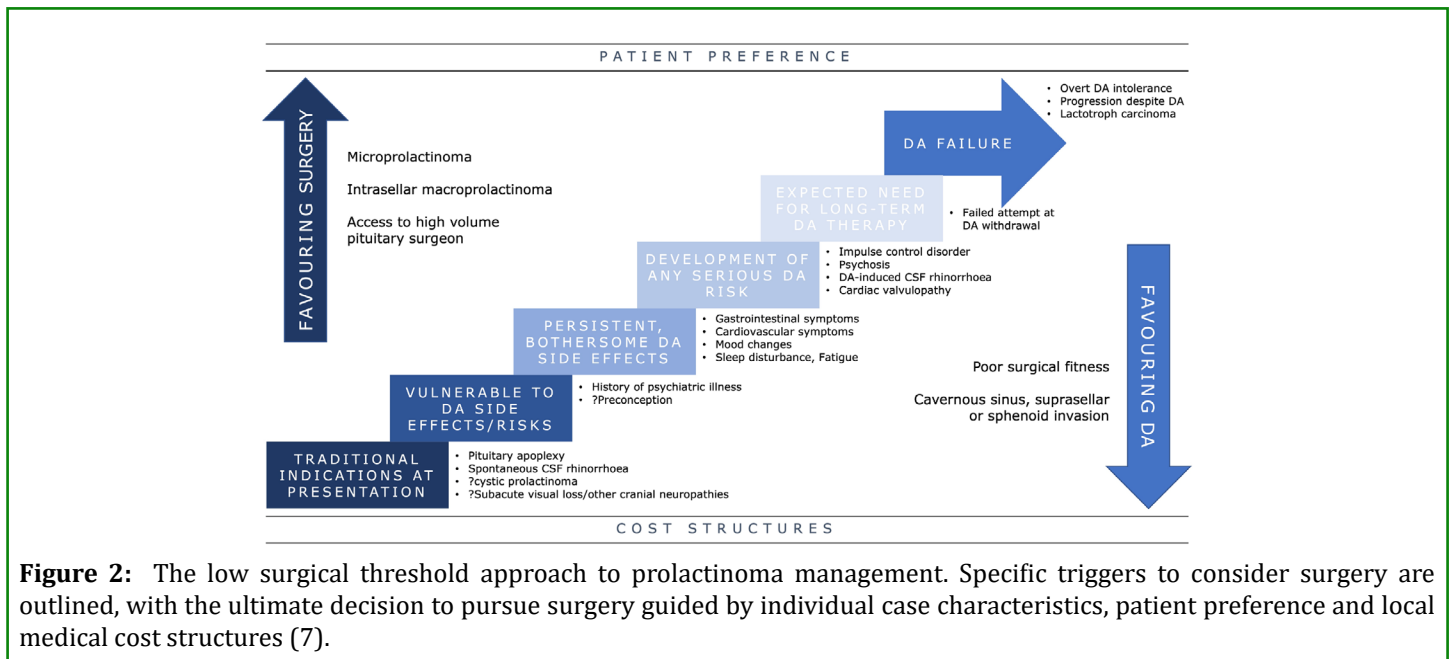 PATIENT PREFERENCE
FAVOURING SURGERY
Microprolactinoma
Intrasellar macroprolactinoma
Access to high volume
pituitary surgeon
DA FAILURE
• Overt DA intolerance
• Progression despite DA
• Lactotroph carcinoma
EXPECTED NEED
FOR LONG-TERM
DA THERAPY
• Failed attempt at
DA withdrawal
DEVELOPMENT OF
ANY SERIOUS DA
RISK
• Impulse control disorder
• Psychosis
• DA-induced CSF rhinorrhoea
• Cardiac valvulopathy
PERSISTENT,
BOTHERSOME DA
SIDE EFFECTS
• Gastrointestinal symptoms
• Cardiovascular symptoms
• Mood changes
• Sleep disturbance, Fatigue
VULNERABLE TO
DA SIDE
EFFECTS/RISKS
• History of psychiatric illness
• ?Preconception
TRADITIONAL
INDICATIONS AT
PRESENTATION
• Pituitary apoplexy
• Spontaneous CSF rhinorrhoea
• ?cystic prolactinoma
• ?Subacute visual loss/other cranial neuropathies
Poor surgical fitness
Cavernous sinus, suprasellar
or sphenoid invasion
FAVOURING DA
COST STRUCTURES
Figure 2: The low surgical threshold approach to prolactinoma management. Specific triggers to consider surgery are
outlined, with the ultimate decision to pursue surgery guided by individual case characteristics, patient preference and local
medical cost structures (7).